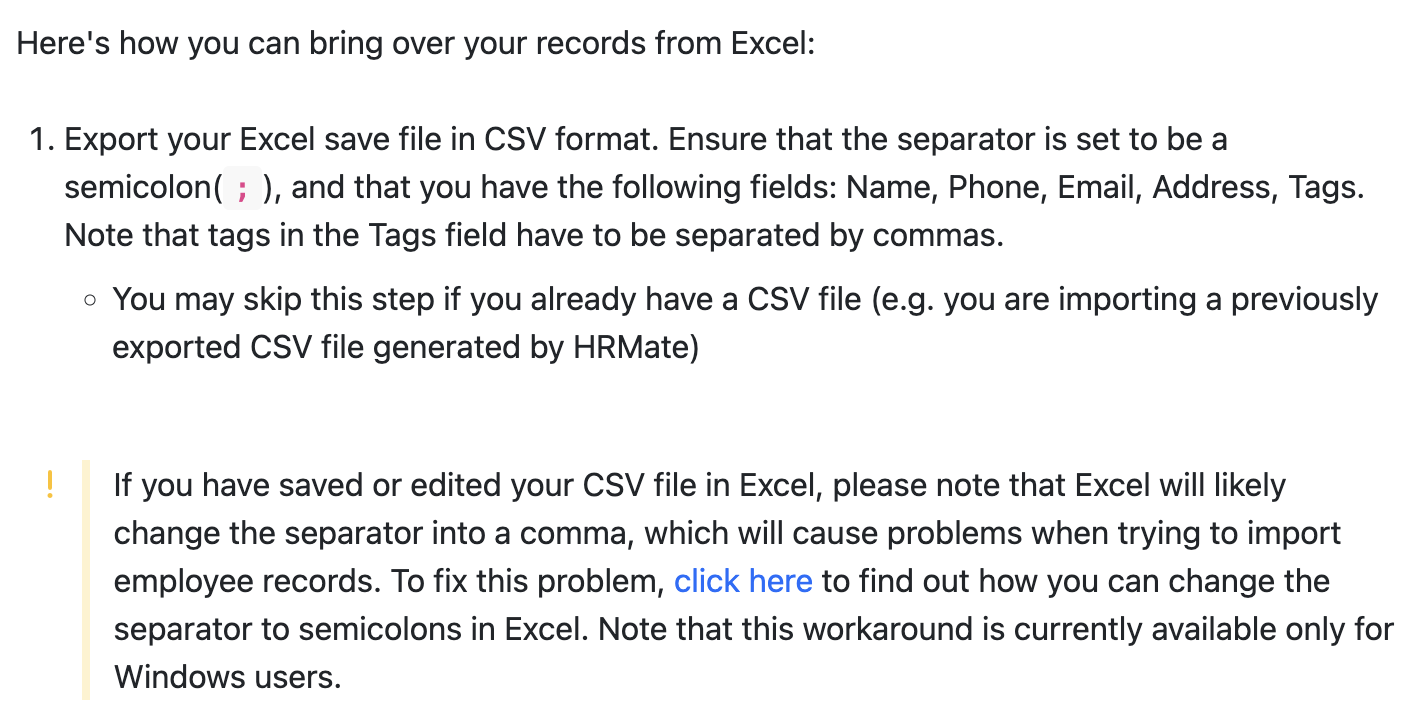 Here's how you can bring over your records from Excel:
1. Export your Excel save file in CSV format. Ensure that the separator is set to be a
semicolon( ; ), and that you have the following fields: Name, Phone, Email, Address, Tags.
Note that tags in the Tags field have to be separated by commas.
○ You may skip this step if you already have a CSV file (e.g. you are importing a previously
exported CSV file generated by HRMate)
! If you have saved or edited your CSV file in Excel, please note that Excel will likely
change the separator into a comma, which will cause problems when trying to import
employee records. To fix this problem, click here to find out how you can change the
separator to semicolons in Excel. Note that this workaround is currently available only for
Windows users.